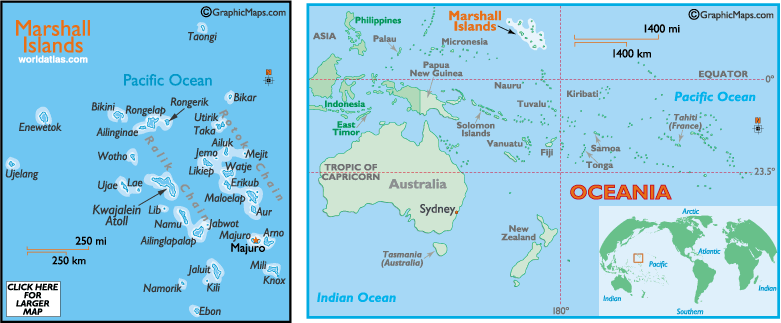 ©GraphicMaps.com
Marshall
Islands
worldatlas.com
Taongi
Pacific Ocean
Bikar
Bikini
Rongelap
Rongerik
Enewetok
Ailinginae
Utirik
Taka
Ratak Chain
Ralik Chain
Ailuk
Wotho
Jemo
Mejit
Likiep
Wotje
Ujelang
Ujae
Lae
Erikub
Maloelap
Kwajalein
Atoll
Lib
Aur
Namu
Jabwot
Ailinglapalap
Majuro
Arno
Majuro
250 mi
250 km
Jaluit
Mili
Knox
Namorik
Kili
Ebon
CLICK HERE
FOR
LARGER
MAP
©GraphicMaps.com
Philippines
Marshall
Islands
1400 mi
1400 km
ASIA
Palau
Micronesia
Papua
New Guinea
EQUATOR
0°
Nauru
Kiribati
Pacific Ocean
Indonesia
Tuvalu
East
Timor
Solomon
Islands
Tahiti
(France)
Vanuatu
Fiji
Samoa
Tonga
TROPIC OF
CAPRICORN
23.5°
Australia
OCEANIA
Sydney
New
Zealand
Tasmania
(Australia)
Indian Ocean
180°
Arctic
Pacific
Atlantic
Indian
Indian
Southern